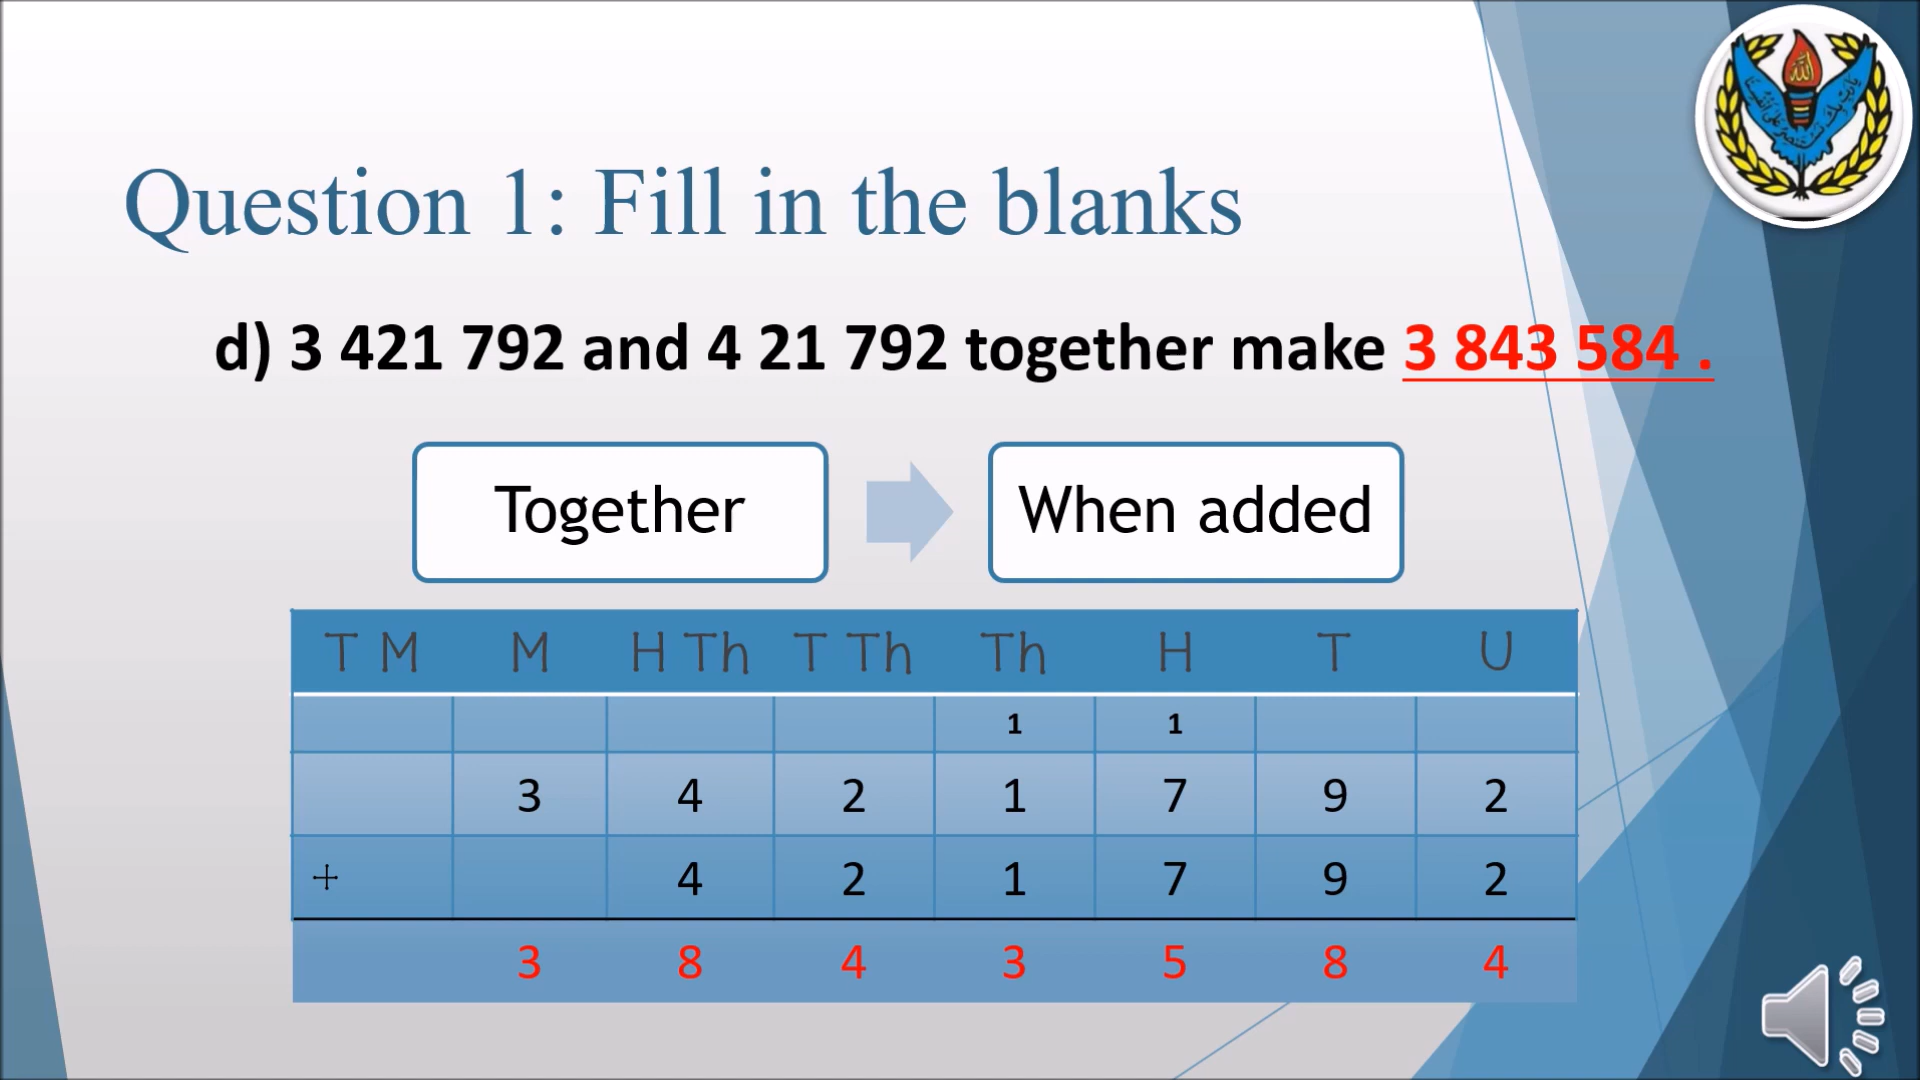 Question 1: Fill in the blanks
d) 3 421 792 and 4 21 792 together make 3 843 584 .
Together
When added
T M M H Th T Th Th H T U
1 1
3 4 2 1 7 9 2
+ 4 2 1 7 9 2
3 8 4 3 5 8 4